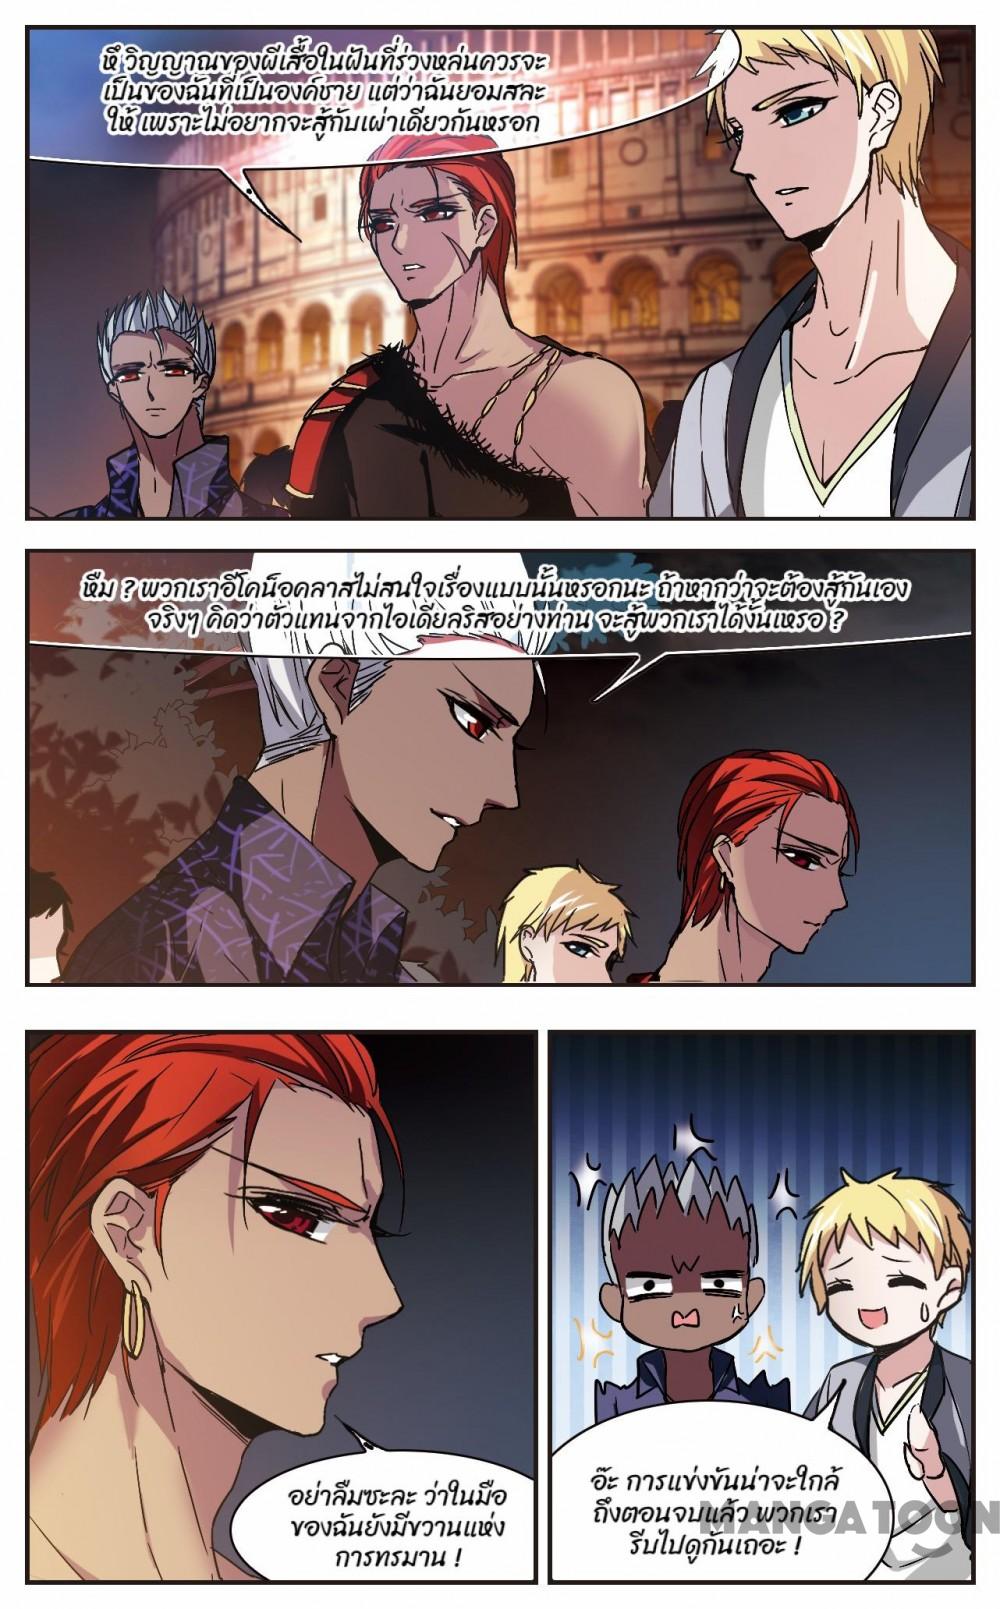 หึ วิญญาณของผีเสื้อในฝันที่ร่วงหล่นควรจะ
เป็นของฉันที่เป็นองค์ชาย แต่ว่าฉันยอมสละ
ให้ เพราะไม่อยากจะสู้กับเผ่าเดียวกันหรอก
หืม ? พวกเราอีโคน็อคลาสไม่สนใจเรื่องแบบนั้นหรอกนะ ถ้าหากว่าจะต้องสู้กันเอง
จริงๆ คิดว่าตัวแทนจากไอเดียลริสอย่างท่าน จะสู้พวกเราได้งั้นเหรอ ?
อย่าลืมซะละ ว่าในมือ
ของฉันยังมีขวานแห่ง
การทรมาน !
อ๊ะ การแข่งขันน่าจะใกล้
ถึงตอนจบแล้ว พวกเรา
รีบไปดูกันเถอะ !
MANGA TOON